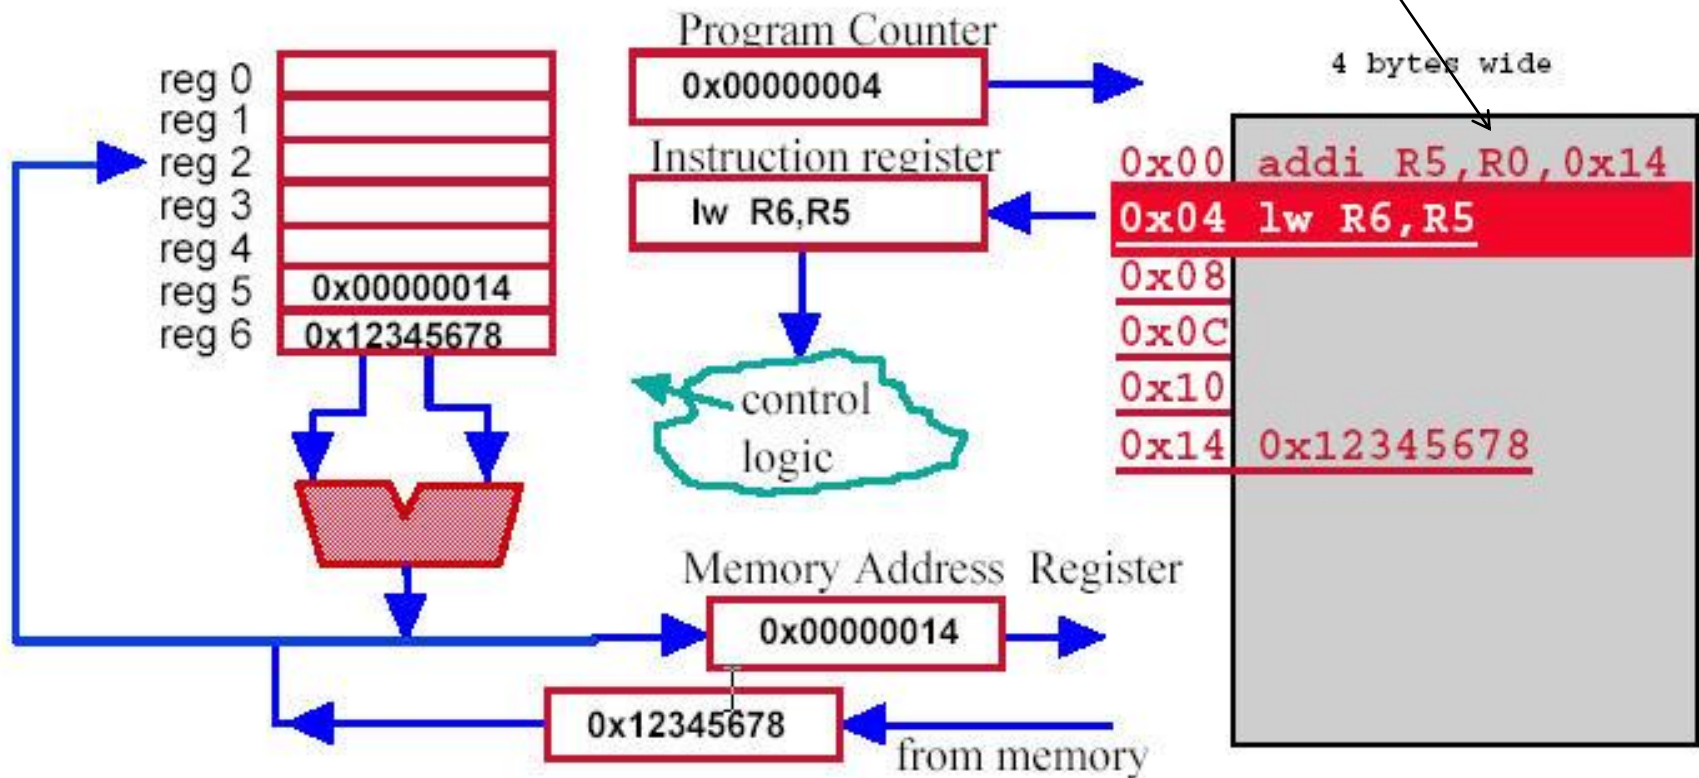 Program Counter
0x00000004
4 bytes wide
reg 0
reg 1
reg 2
reg 3
reg 4
reg 5 0x00000014
reg 6 0x12345678
Instruction register
lw R6,R5
0x00 addi R5,R0,0x14
0x04 lw R6,R5
0x08
0x0C
0x10
0x14 0x12345678
control
logic
Memory Address Register
0x00000014
0x12345678
from memory